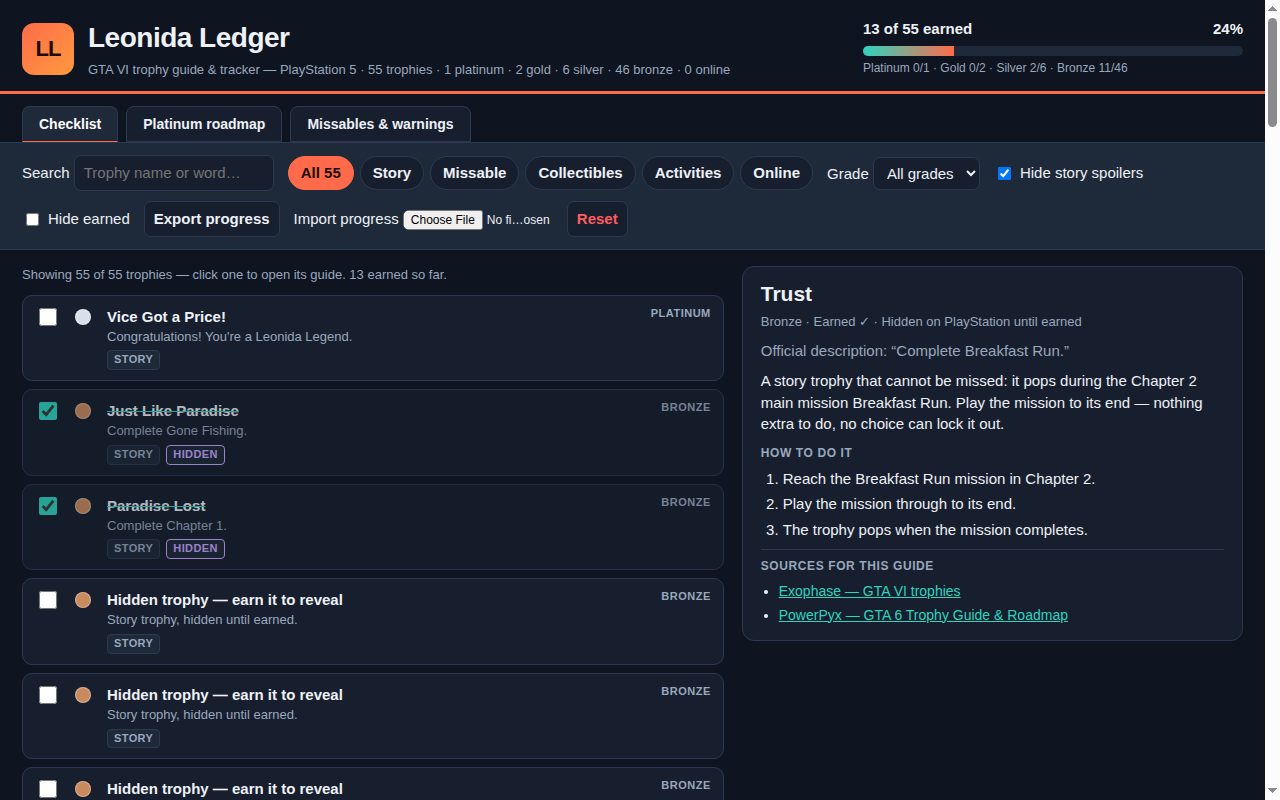 LL
Leonida Ledger
GTA VI trophy guide & tracker — PlayStation 5 · 55 trophies · 1 platinum · 2 gold · 6 silver · 46 bronze · 0 online
13 of 55 earned
24%
Platinum 0/1 · Gold 0/2 · Silver 2/6 · Bronze 11/46
Checklist
Platinum roadmap
Missables & warnings
Search Trophy name or word…
All 55
Story
Missable
Collectibles
Activities
Online
Grade All grades
Hide story spoilers
Hide earned
Export progress
Import progress Choose File No fi…osen
Reset
Showing 55 of 55 trophies — click one to open its guide. 13 earned so far.
Vice Got a Price!
PLATINUM
Congratulations! You're a Leonida Legend.
STORY
Just Like Paradise
BRONZE
Complete Gone Fishing.
STORY HIDDEN
Paradise Lost
BRONZE
Complete Chapter 1.
STORY HIDDEN
Hidden trophy — earn it to reveal
BRONZE
Story trophy, hidden until earned.
STORY
Hidden trophy — earn it to reveal
BRONZE
Story trophy, hidden until earned.
STORY
Hidden trophy — earn it to reveal
BRONZE
Trust
Bronze · Earned ✓ · Hidden on PlayStation until earned
Official description: “Complete Breakfast Run.”
A story trophy that cannot be missed: it pops during the Chapter 2
main mission Breakfast Run. Play the mission to its end — nothing
extra to do, no choice can lock it out.
HOW TO DO IT
1. Reach the Breakfast Run mission in Chapter 2.
2. Play the mission through to its end.
3. The trophy pops when the mission completes.
SOURCES FOR THIS GUIDE
• Exophase — GTA VI trophies
• PowerPyx — GTA 6 Trophy Guide & Roadmap